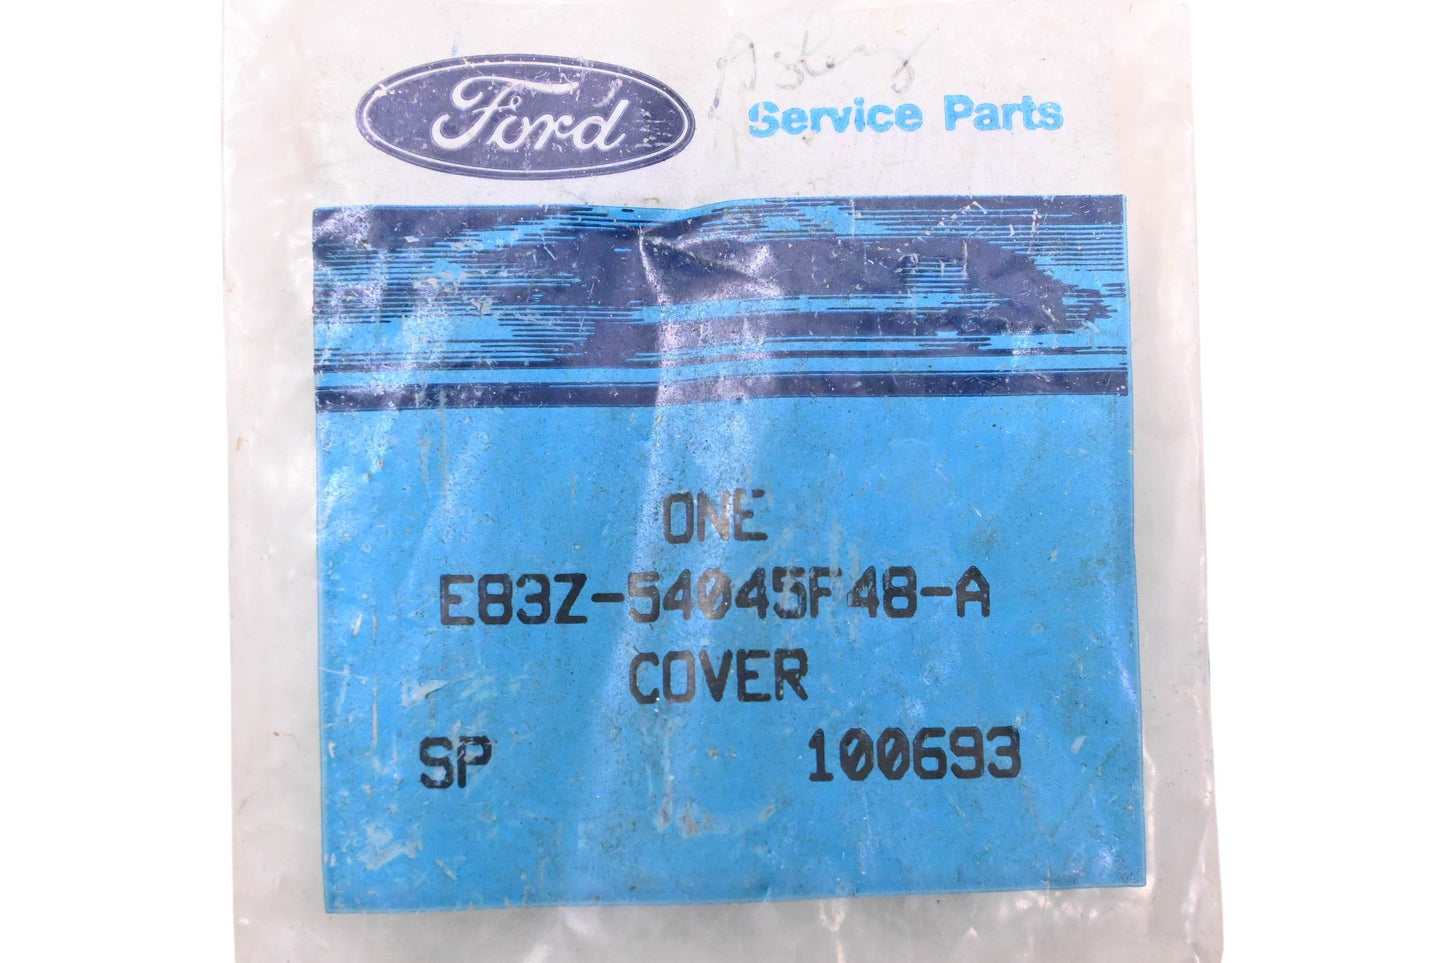 Ford
Service Parts
ONE
E83Z-54045F48-A
COVER
SP 100693